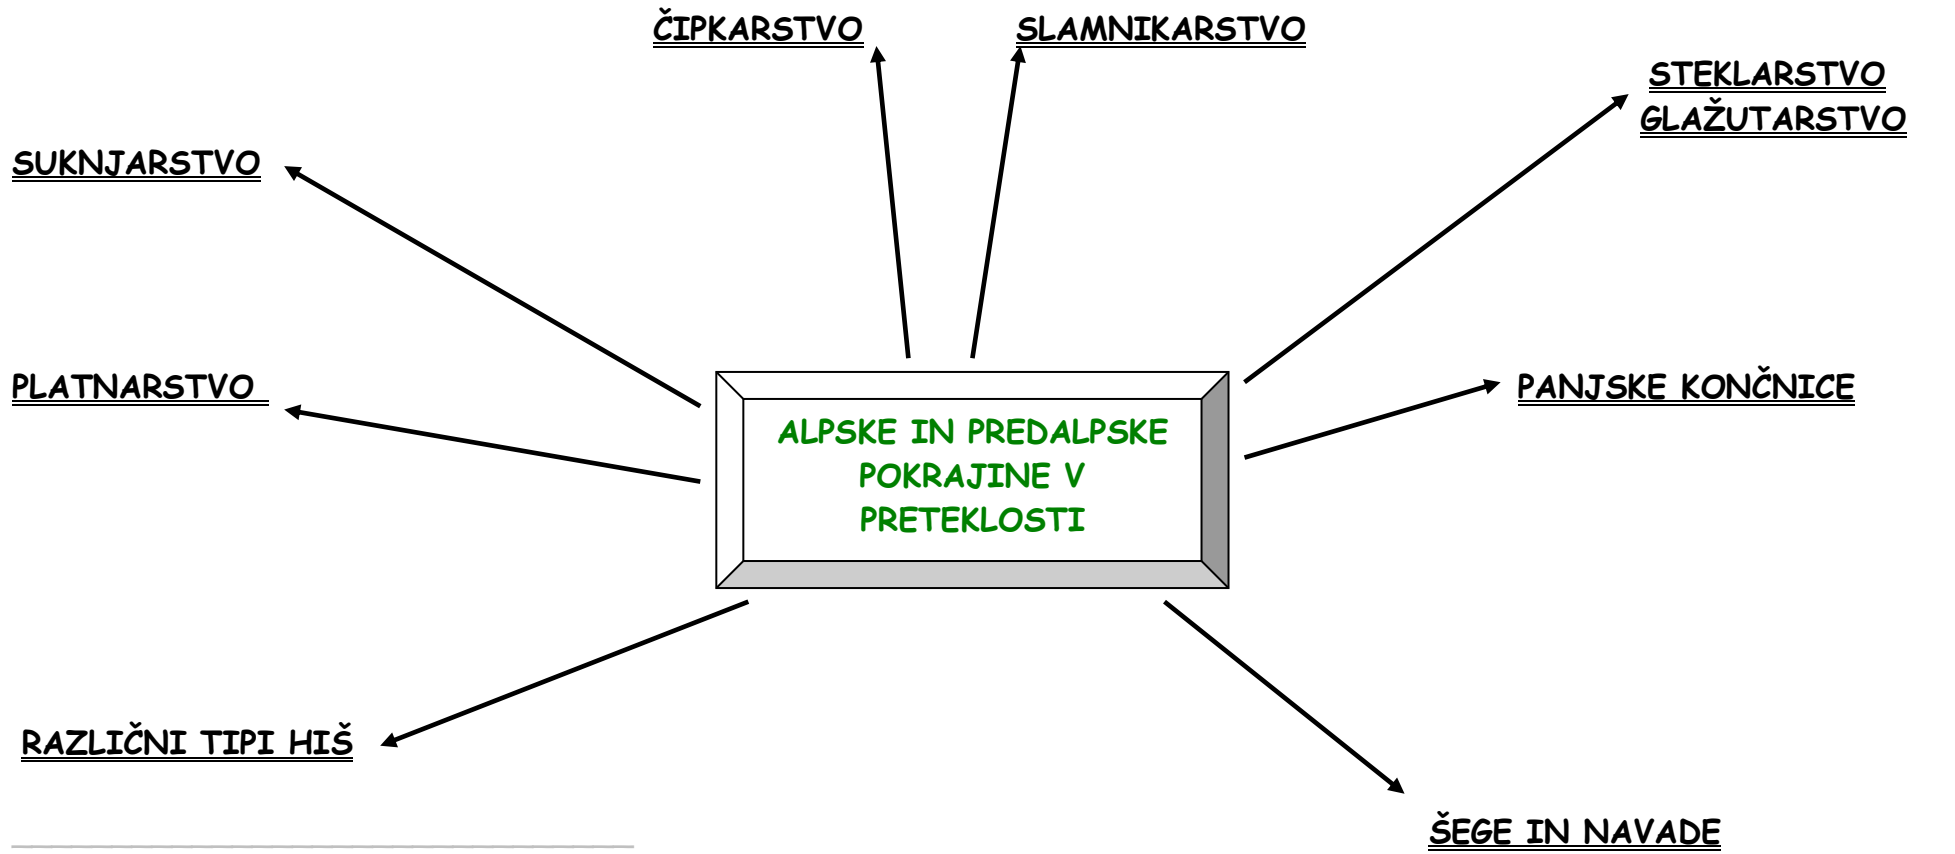 ČIPKARSTVO
SLAMNIKARSTVO
STEKLARSTVO
GLAŽUTARSTVO
SUKNJARSTVO
PLATNARSTVO
PANJSKE KONČNICE
ALPSKE IN PREDALPSKE
POKRAJINE V
PRETEKLOSTI
RAZLIČNI TIPI HIŠ
ŠEGE IN NAVADE